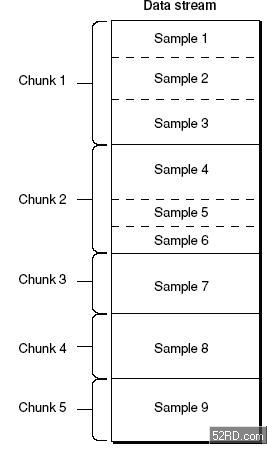 Data stream
Sample 1
Chunk 1
Sample 2
Sample 3
Sample 4
Chunk 2
Sample 5
Sample 6
Chunk 3
Sample 7
Chunk 4
Sample 8
Chunk 5
Sample 9
52RD.com